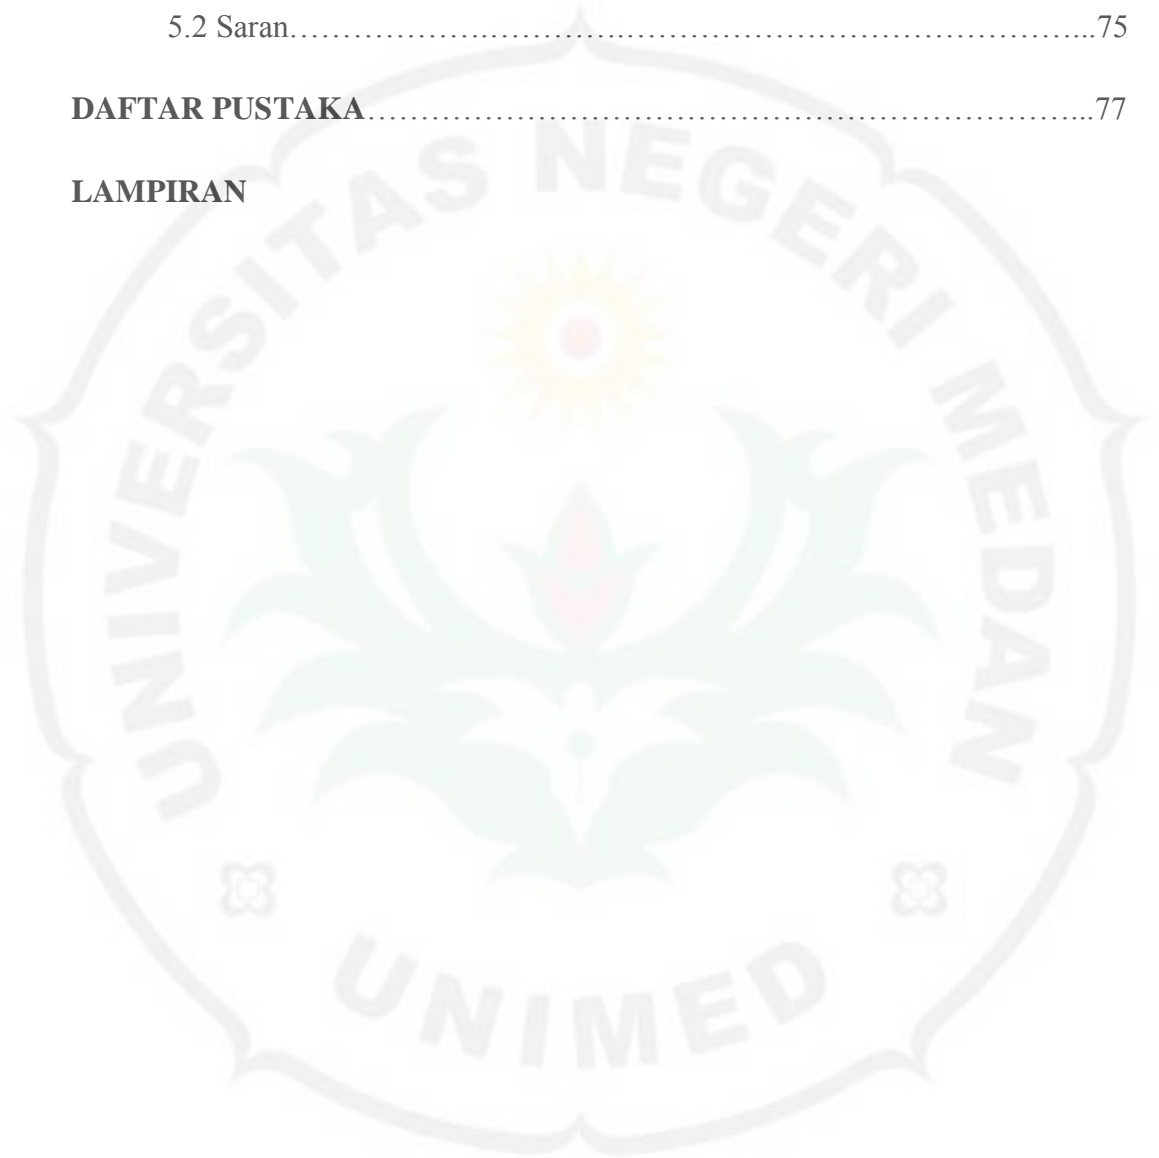 5.2 Saran……………….………….……………………………………...75
DAFTAR PUSTAKA…………………………………………………………...77
LAMPIRAN
UNIVERSITAS NEGERI MEDAN
UNIMED